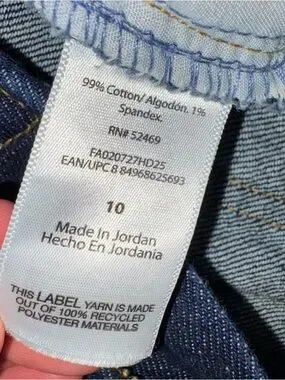 99% Cotton/ Algodón. 1%
Spandex.
RN# 52469
FA020727HD25
EAN/UPC 8 84968625693
10
Made In Jordan
Hecho En Jordania
THIS LABEL YARN IS MADE
OUT OF 100% RECYCLED
POLYESTER MATERIALS